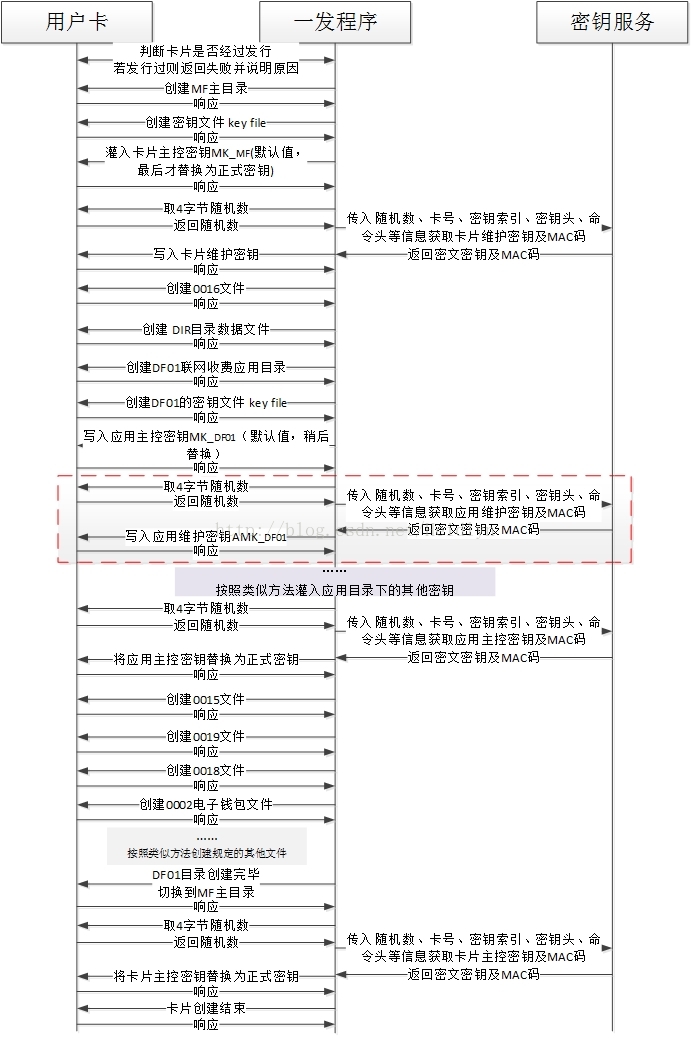 用户卡
一发程序
密钥服务
判断卡片是否经过发行
若发行过则返回失败并说明原因
创建MF主目录
响应
创建密钥文件 key file
响应
灌入卡片主控密钥MK_MF(默认值，
最后才替换为正式密钥)
响应
取4字节随机数
返回随机数
传入 随机数、卡号、密钥索引、密钥头、命
令头等信息获取卡片维护密钥及MAC码
返回密文密钥及MAC码
写入卡片维护密钥
响应
创建0016文件
响应
创建 DIR目录数据文件
响应
创建DF01联网收费应用目录
响应
创建DF01的密钥文件 key file
响应
写入应用主控密钥MK_DF01（默认值，稍后
替换）
响应
取4字节随机数
返回随机数
传入 随机数、卡号、密钥索引、密钥头、命
令头等信息获取应用维护密钥及MAC码
返回密文密钥及MAC码
http://blog.csdn.ne
写入应用维护密钥AMK_DF01
响应
......
按照类似方法灌入应用目录下的其他密钥
取4字节随机数
返回随机数
传入 随机数、卡号、密钥索引、密钥头、命
令头等信息获取应用主控密钥及MAC码
返回密文密钥及MAC码
将应用主控密钥替换为正式密钥
响应
创建0015文件
响应
创建0019文件
响应
创建0018文件
响应
创建0002电子钱包文件
响应
......
按照类似方法创建规定的其他文件
DF01目录创建完毕
切换到MF主目录
响应
取4字节随机数
返回随机数
传入 随机数、卡号、密钥索引、密钥头、命
令头等信息获取卡片主控密钥及MAC码
返回密文密钥及MAC码
将卡片主控密钥替换为正式密钥
响应
卡片创建结束
响应